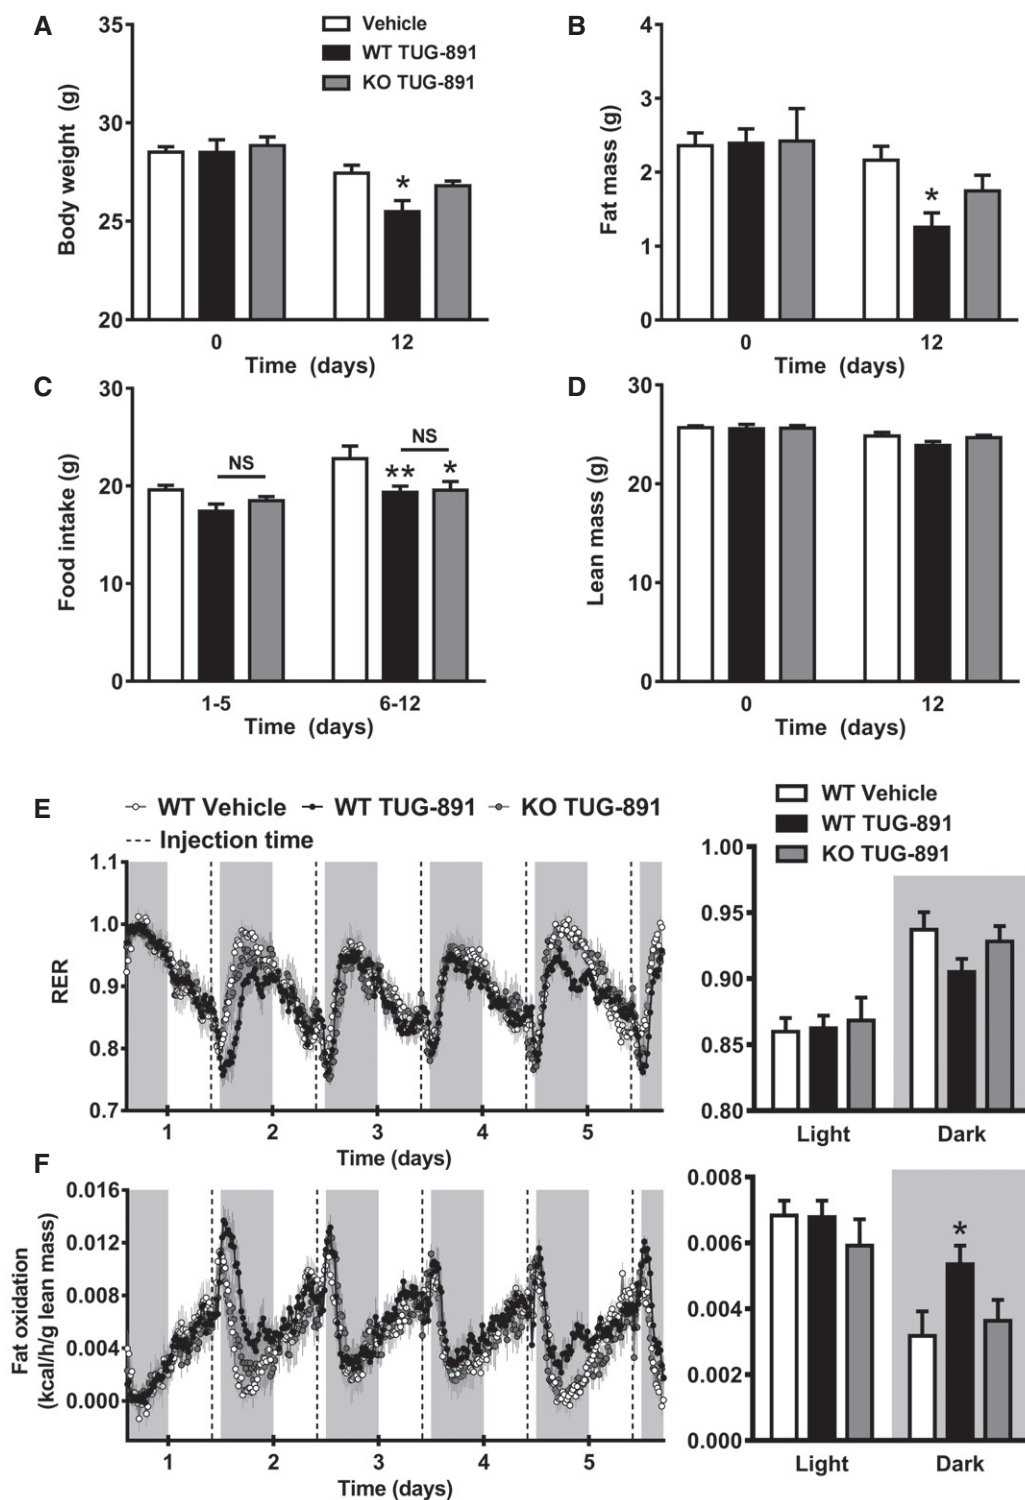 A
Body weight (g)
35
30
25
20
Vehicle
WT TUG-891
KO TUG-891
*
0
12
Time (days)
B
Fat mass (g)
4
3
2
1
0
*
0
12
Time (days)
C
Food intake (g)
30
20
10
0
NS
NS
**
*
1-5
6-12
Time (days)
D
Lean mass (g)
30
20
10
0
0
12
Time (days)
E
WT Vehicle WT TUG-891 KO TUG-891
Injection time
RER
1.1
1.0
0.9
0.8
0.7
1 2 3 4 5
Time (days)
WT Vehicle
WT TUG-891
KO TUG-891
1.00
0.95
0.90
0.85
0.80
Light Dark
F
Fat oxidation
(kcal/h/g lean mass)
0.016
0.012
0.008
0.004
0.000
1 2 3 4 5
Time (days)
0.008
0.006
0.004
0.002
0.000
*
Light Dark